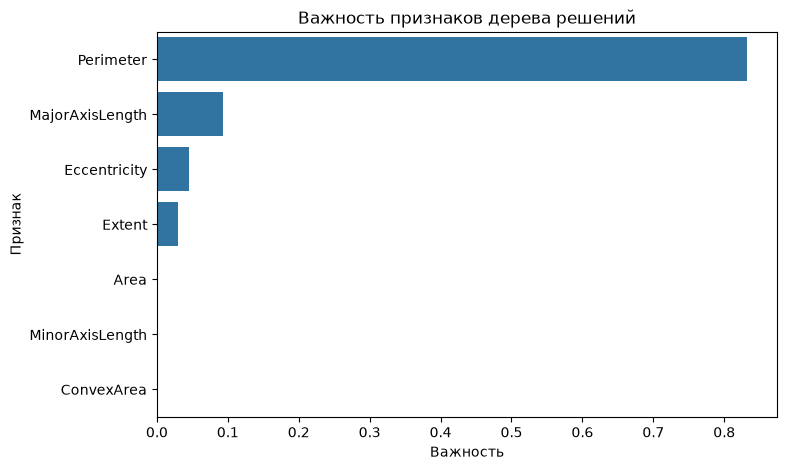 Важность признаков дерева решений
Perimeter
MajorAxisLength
Eccentricity
Extent
Area
MinorAxisLength
ConvexArea
Признак
0.0 0.1 0.2 0.3 0.4 0.5 0.6 0.7 0.8
Важность